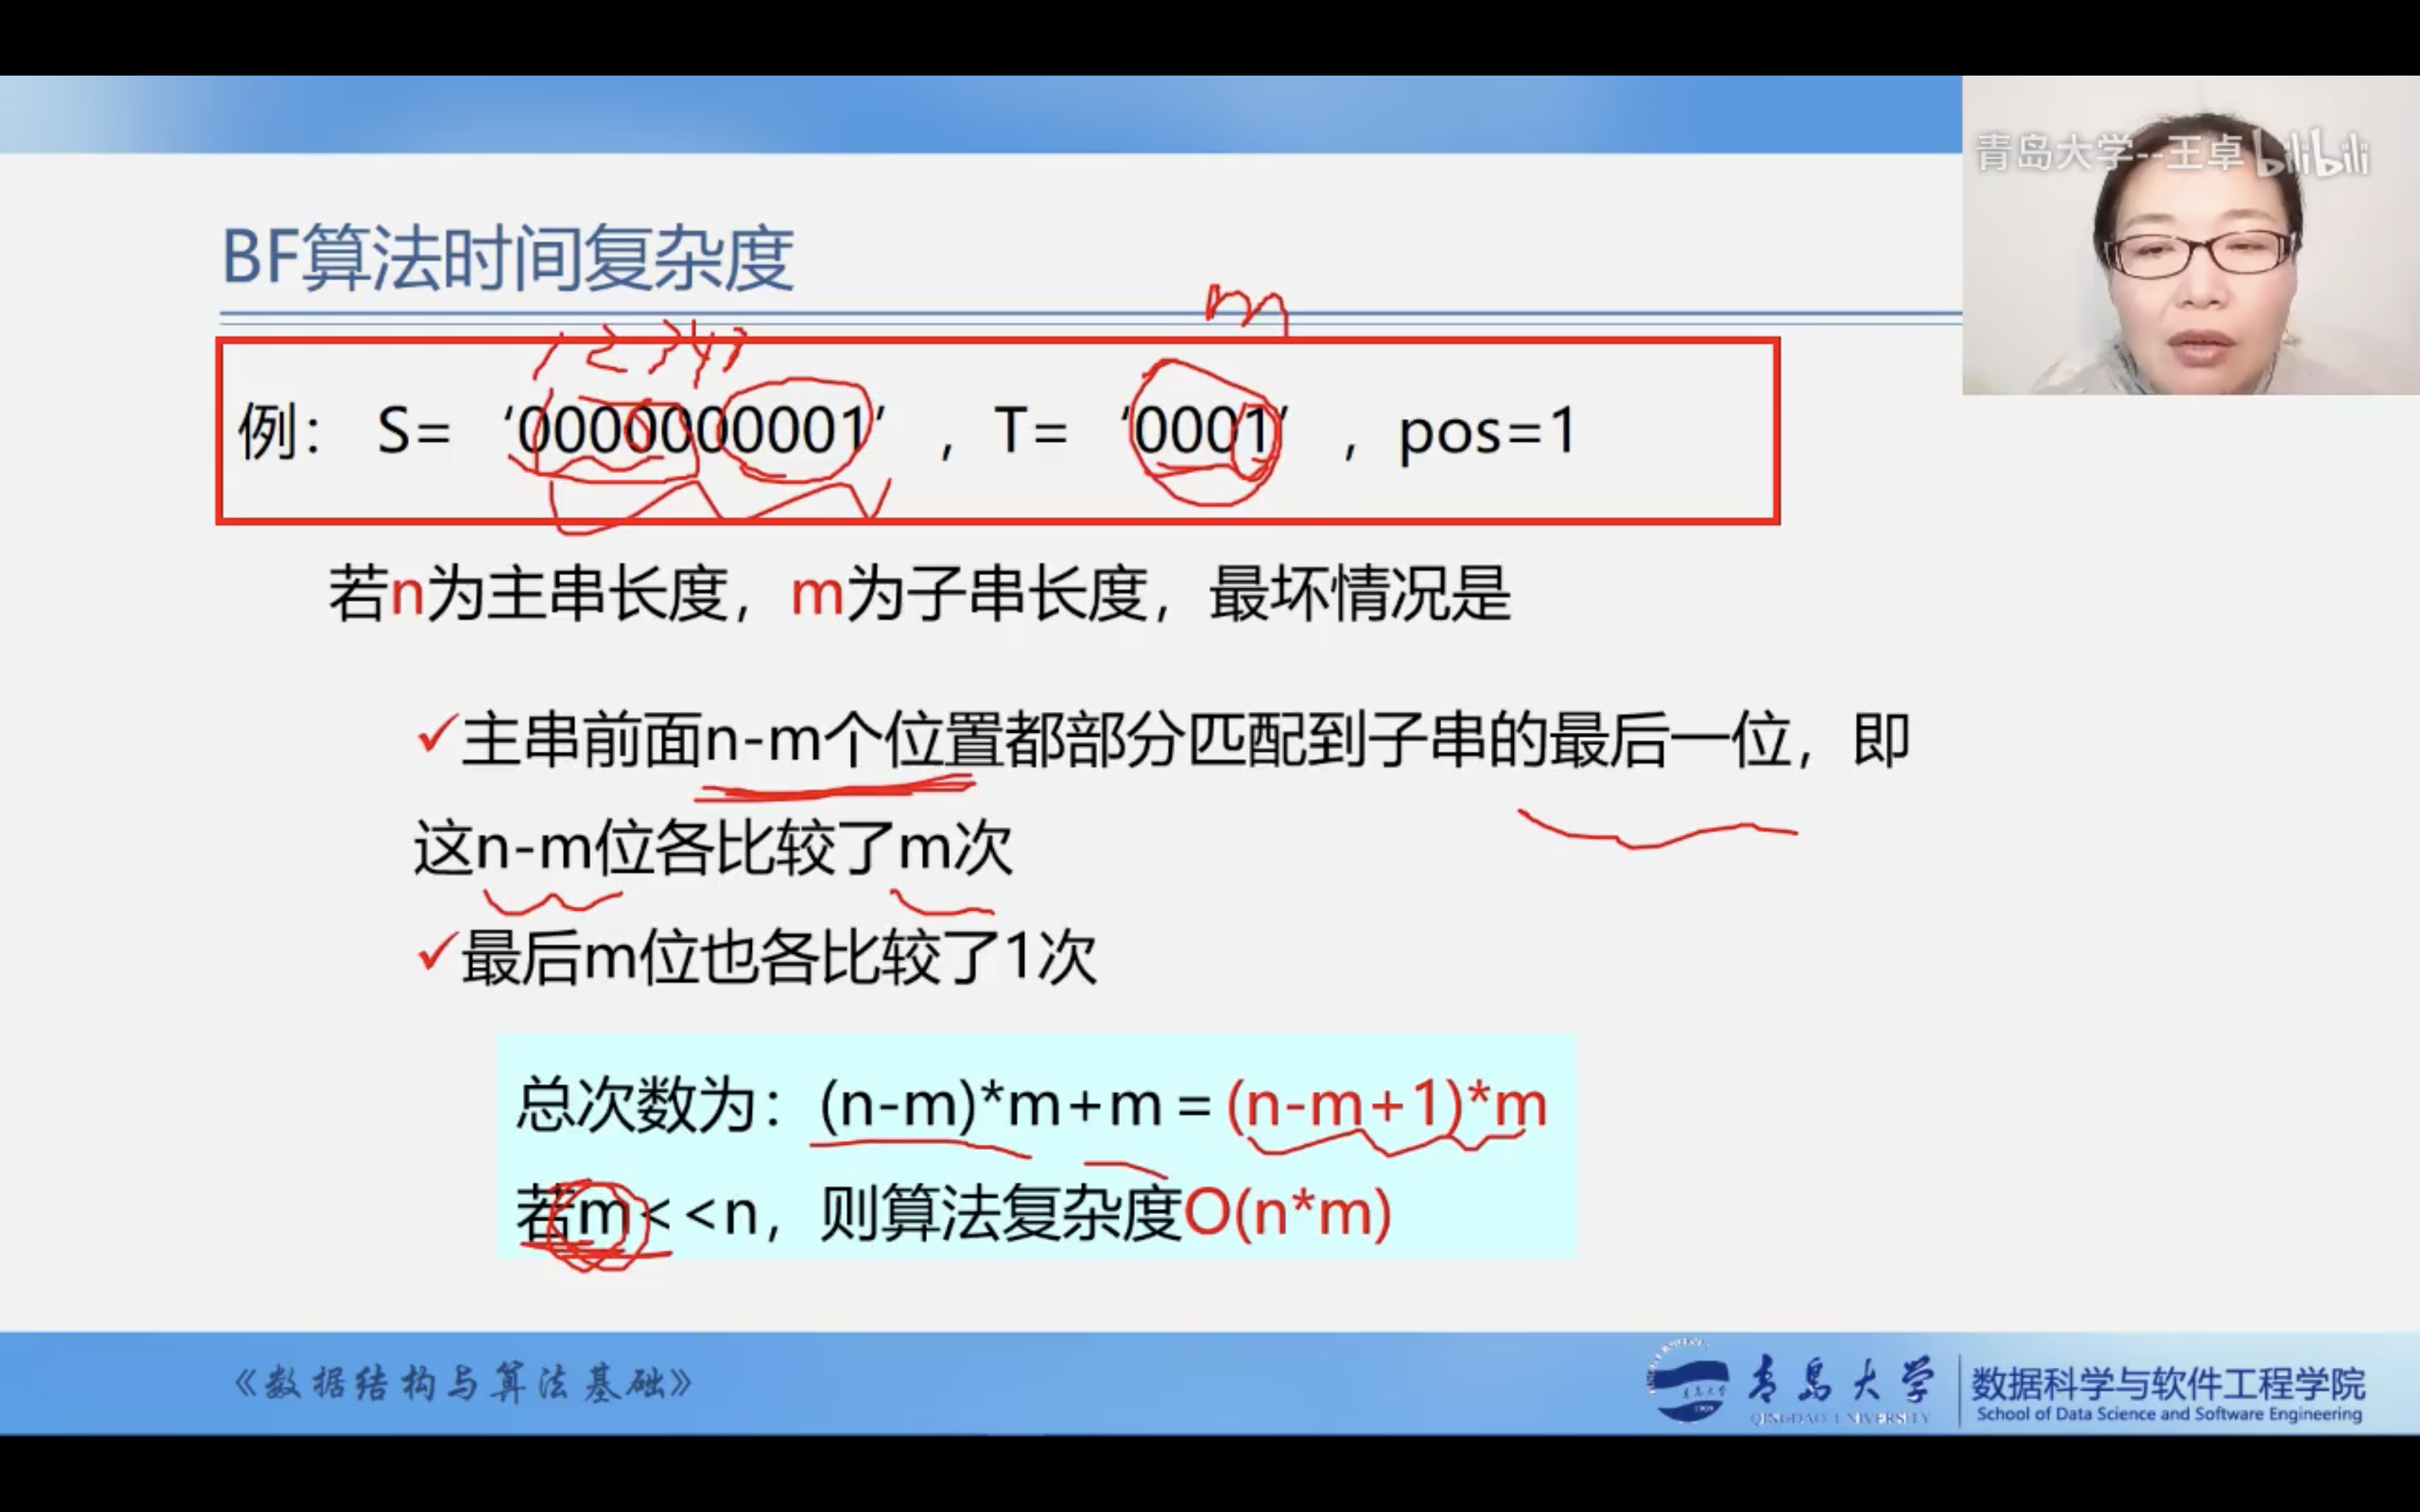 青岛大学--王卓 bilibili
BF算法时间复杂度
m
1 2 3 4 5
例： S= ‘0000000001’ ，T= ‘0001’ ，pos=1
若n为主串长度，m为子串长度，最坏情况是
✓主串前面n-m个位置都部分匹配到子串的最后一位，即
这n-m位各比较了m次
✓最后m位也各比较了1次
总次数为：(n-m)*m+m＝(n-m+1)*m
若m<<n，则算法复杂度O(n*m)
《数据结构与算法基础》
青岛大学
QINGDAO UNIVERSITY
数据科学与软件工程学院
School of Data Science and Software Engineering